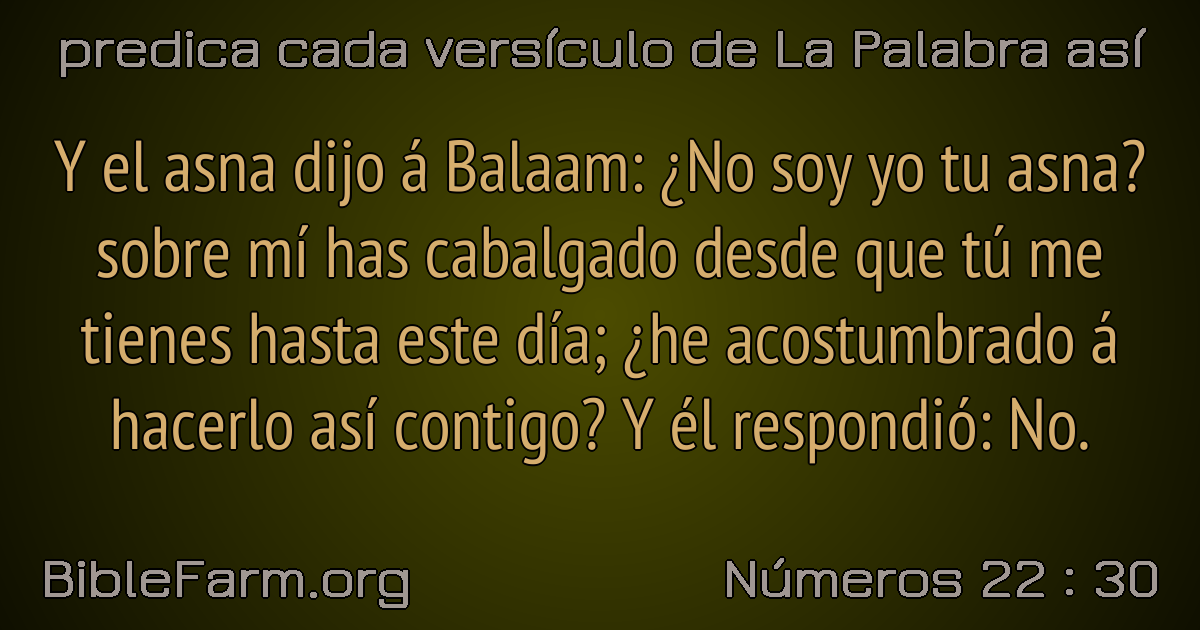 predica cada versículo de La Palabra así
Y el asna dijo á Balaam: ¿No soy yo tu asna?
sobre mí has cabalgado desde que tú me
tienes hasta este día; ¿he acostumbrado á
hacerlo así contigo? Y él respondió: No.
BibleFarm.org
Números 22 : 30